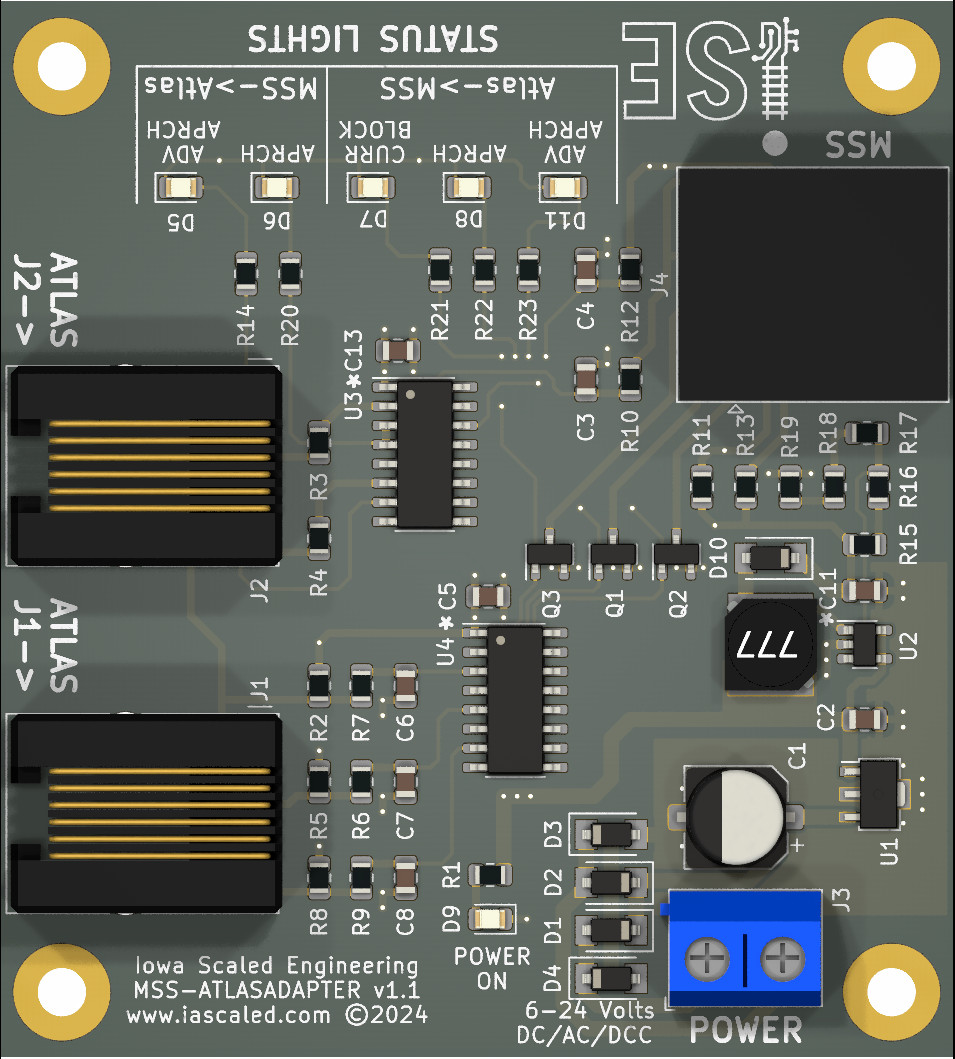 STATUS LIGHTS
SE
MSS->Atlas
Atlas->MSS
ADV
APRCH
APRCH
CURR
BLOCK
APRCH
ADV
APRCH
MSS
D5
D6
D7
D8
D11
ATLAS
J2->
R14
R20
R21
R22
R23
C4
R12
J4
U3*C13
C3
R10
R11
R13
R19
R18
R17
R16
R3
R4
J2
D10
R15
Q3
Q1
Q2
U4*C5
*C11
U2
777
ATLAS
J1->
J1
R2
R7
C6
C2
C1
R5
R6
C7
D3
+
U1
R8
R9
C8
R1
D2
J3
D9
D1
POWER
ON
D4
Iowa Scaled Engineering
MSS-ATLASADAPTER v1.1
www.iascaled.com ©2024
6-24 Volts
DC/AC/DCC
POWER